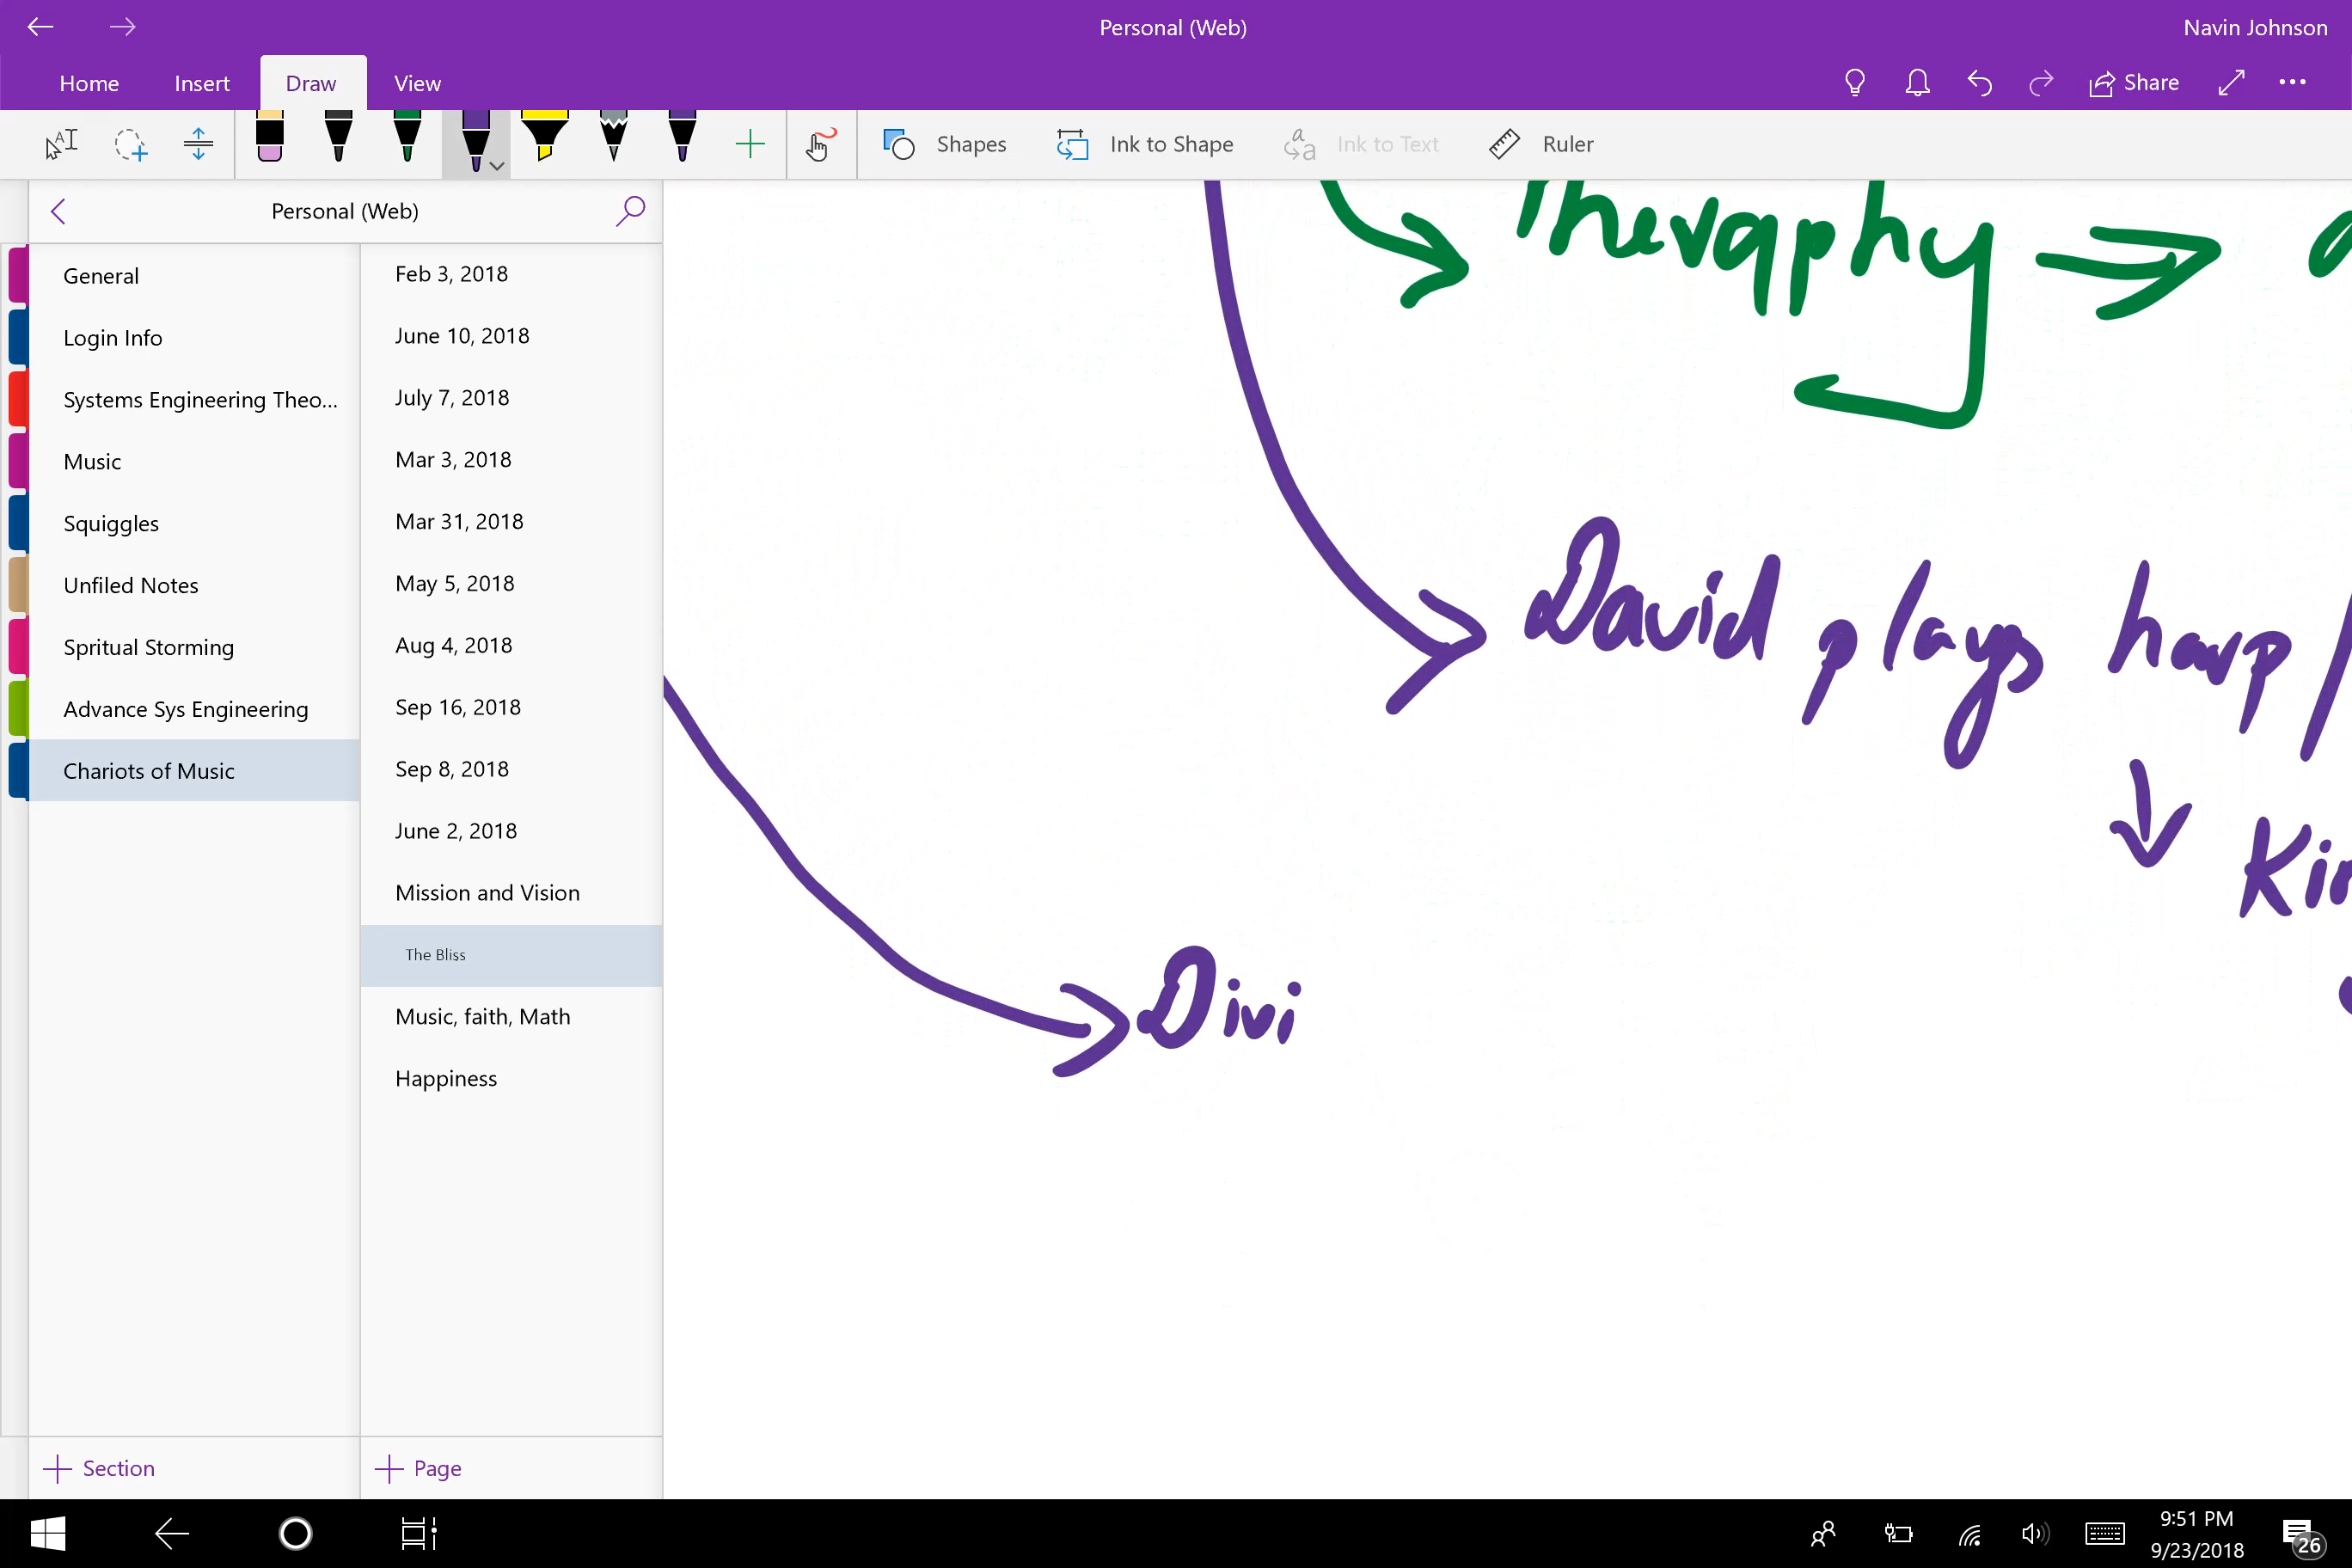 Personal (Web)
Navin Johnson
Home Insert Draw View
Share
Shapes Ink to Shape Ink to Text Ruler
Personal (Web)
General
Login Info
Systems Engineering Theo...
Music
Squiggles
Unfiled Notes
Spritual Storming
Advance Sys Engineering
Chariots of Music
Feb 3, 2018
June 10, 2018
July 7, 2018
Mar 3, 2018
Mar 31, 2018
May 5, 2018
Aug 4, 2018
Sep 16, 2018
Sep 8, 2018
June 2, 2018
Mission and Vision
The Bliss
Music, faith, Math
Happiness
Theraphy
David plays harp/
Divi
Section
Page
9:51 PM
9/23/2018
26